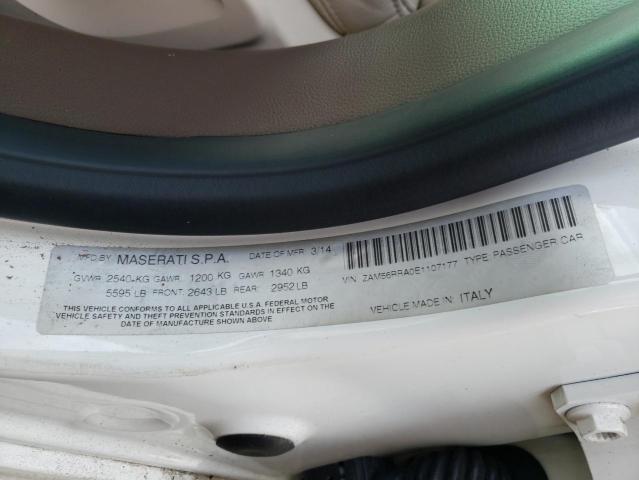 MFD BY MASERATI S.P.A. DATE OF MFR 3/14
GVWR 2540-KG GAWR 1200 KG GAWR 1340 KG
5595 LB FRONT: 2643 LB REAR: 2952 LB
THIS VEHICLE CONFORMS TO ALL APPLICABLE U.S.A. FEDERAL MOTOR
VEHICLE SAFETY AND THEFT PREVENTION STANDARDS IN EFFECT ON THE
DATE OF MANUFACTURE SHOWN ABOVE
VIN: ZAM56RRA0E1107177 TYPE PASSENGER CAR
VEHICLE MADE IN: ITALY